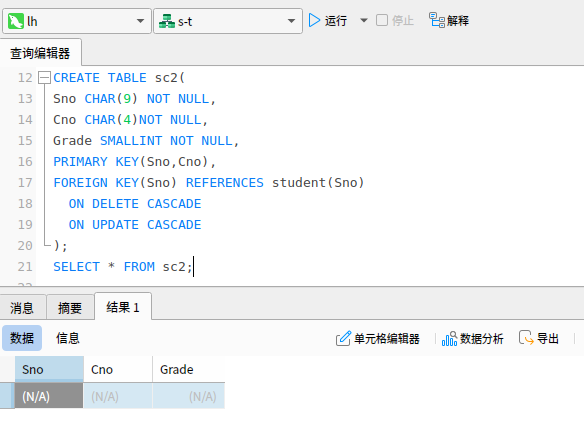 lh s-t 运行 停止 解释
查询编辑器
12 CREATE TABLE sc2(
13 Sno CHAR(9) NOT NULL,
14 Cno CHAR(4)NOT NULL,
15 Grade SMALLINT NOT NULL,
16 PRIMARY KEY(Sno,Cno),
17 FOREIGN KEY(Sno) REFERENCES student(Sno)
18 ON DELETE CASCADE
19 ON UPDATE CASCADE
20 );
21 SELECT * FROM sc2;
消息 摘要 结果 1
数据 信息 单元格编辑器 数据分析 导出
Sno Cno Grade
(N/A) (N/A) (N/A)